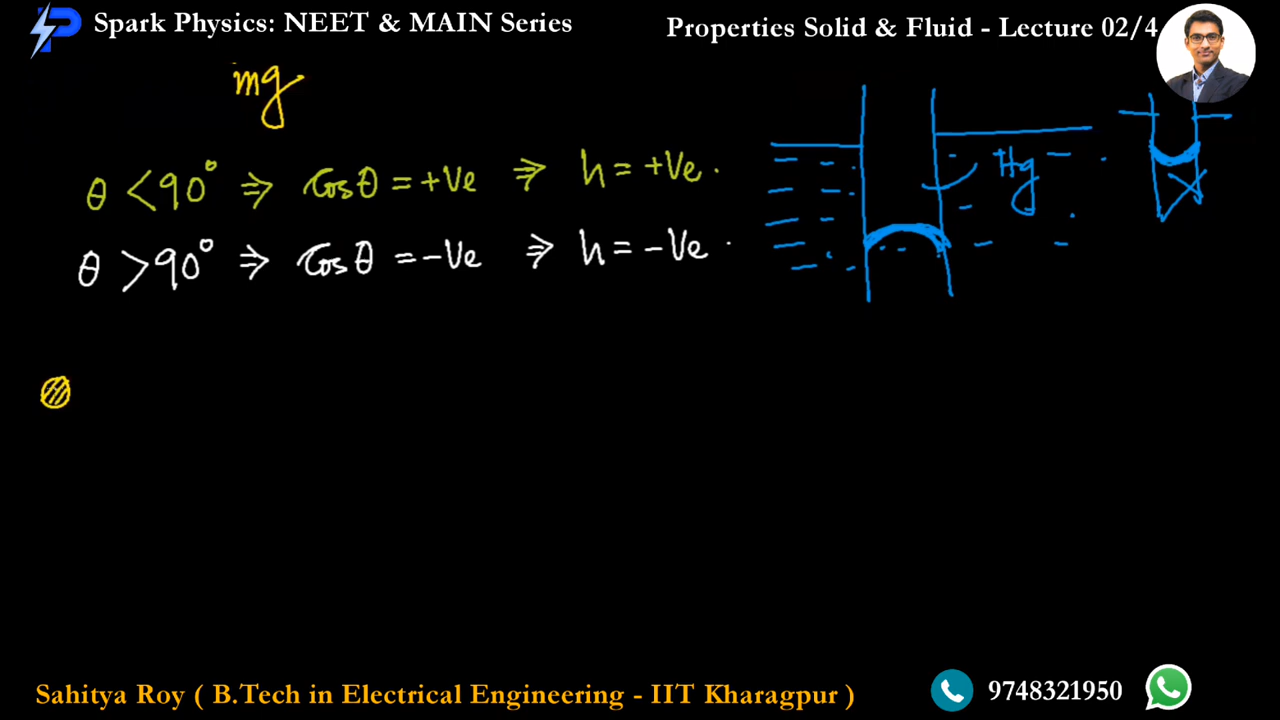 Spark Physics: NEET & MAIN Series
Properties Solid & Fluid - Lecture 02/4
mg
θ < 90° ⇒ Cosθ = +Ve ⇒ h = +Ve.
θ > 90° ⇒ Cosθ = -Ve ⇒ h = -Ve.
Hg
Sahitya Roy ( B.Tech in Electrical Engineering - IIT Kharagpur )
9748321950